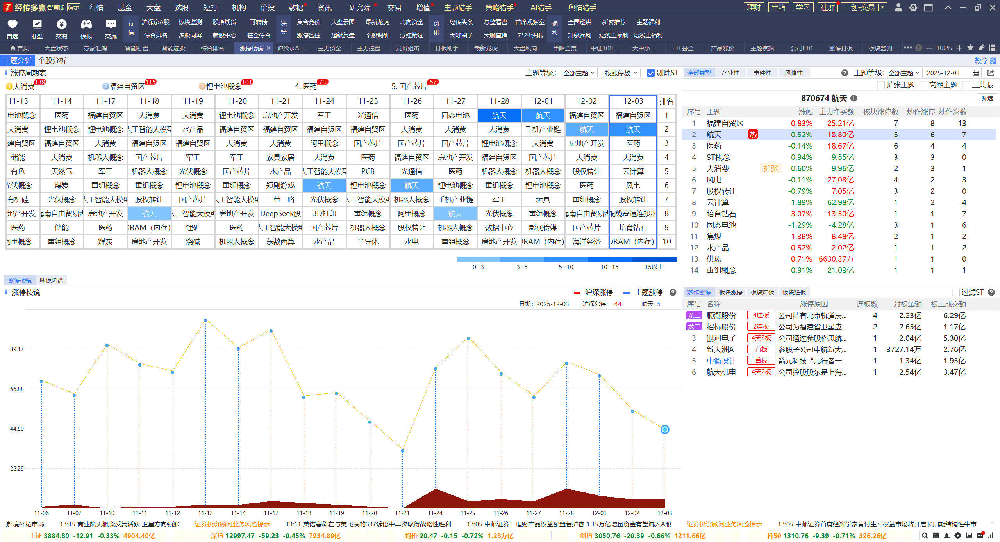 经传多赢 智尊版 演示 行情 基金 大盘 选股 短打 机构 价投 数据 资讯 研究院 交易 增值 主题猎手 策略猎手 AI猎手 舆情猎手 理财 宝箱 学习 社群 一创-交易
自选 盯盘 交易 模拟 交流 行情 沪深京A股 板块监测 股指期货 可转债 决策 集合竞价 大盘云图 最新龙虎 北向资金 资讯 经传头条 总监看盘 首席观察室 福利 全国巡讲 新客推荐 主题福利
综合排名 多股同屏 新股中心 基金综合 涨停监控 超级复盘 个股调研 分红精选 大咖圈子 大咖直播 7*24快讯 升级福利 短线王福利 短线王福利
首页 大盘状态 苏豪汇鸿 智能盯盘 智能选股 综合排名 涨停棱镜 沪深京A... 主力资金 主力控盘 竞价狙击 打板助手 最新龙虎 大盘风向 策略全景 中证100... 大中小... ETF基金 产品涨价 主题挖掘 公司F10 涨停打板 板块监测 100%
主题分析 个股分析 教学
涨停周期表 主题等级: 全部主题 按涨停数 剔除ST
1 大消费 139 2 福建自贸区 115 3 锂电池概念 101 4. 医药 73 5. 国产芯片 57
11-13 11-14 11-17 11-18 11-19 11-20 11-21 11-24 11-25 11-26 11-27 11-28 12-01 12-02 12-03 排名
电池概念 医药 福建自贸区 大消费 大消费 锂电池概念 房地产开发 军工 光通信 医药 固态电池 航天 航天 福建自贸区 福建自贸区 1
大消费 锂电池概念 锂电池概念 人工智能大模型 水产品 福建自贸区 福建自贸区 福建自贸区 福建自贸区 大消费 大消费 大消费 手机产业链 航天 航天 2
建自贸区 福建自贸区 大消费 福建自贸区 福建自贸区 大消费 大消费 阿里概念 国产芯片 国产芯片 国产芯片 锂电池概念 大消费 房地产开发 医药 3
储能 大消费 机器人概念 国产芯片 军工 军工 家具家居 大消费 医药 福建自贸区 房地产开发 福建自贸区 国产芯片 大消费 大消费 4
有色 天然气 军工 机器人概念 光伏概念 国产芯片 水产品 人工智能大模型 PCB 光通信 医药 机器人概念 机器人概念 股权转让 云计算 5
光伏概念 煤炭 重组概念 重组概念 锂电池概念 重组概念 短剧游戏 航天 锂电池概念 航天 锂电池概念 重组概念 锂电池概念 医药 风电 6
有机硅 光伏概念 人工智能大模型 股权转让 国产芯片 人工智能大模型 一带一路 光伏概念 人工智能大模型 机器人概念 手机产业链 军工 玩具 重组概念 股权转让 7
地产开发 海南自由贸易港 房地产开发 航天 人工智能大模型 房地产开发 DeepSeek股 3D打印 重组概念 阿里概念 航天 光伏概念 重组概念 海南自由贸易港 铜缆高速连接器 8
医药 储能 医药 DRAM（内存） 锂矿 医药 人工智能大模型 国产芯片 机器人概念 股权转让 机器人概念 数据中心 影视传媒 国产芯片 培育钻石 9
阿里概念 重组概念 煤炭 房地产开发 烧碱 机器人概念 东数西算 水产品 半导体 水电 重组概念 房地产开发 DRAM（内存） 海洋经济 DRAM（内存） 10
0~3 3~5 5~10 10~15 15以上
涨停棱镜 断板图谱
涨停棱镜 沪深涨停 主题涨停
日期: 2025-12-03 沪深涨停: 44 航天: 5
89.17
66.88
44.59
22.29
11-06 11-07 11-10 11-11 11-12 11-13 11-14 11-17 11-18 11-19 11-20 11-21 11-24 11-25 11-26 11-27 11-28 12-01 12-02 12-03
全部类型 产业性 事件性 风格性 主题等级: 全部主题 2025-12-03
扩张主题 高潮主题 三共振
870674 航天 筛选
序号 主题 涨幅 主力净买额 板块涨停数 炒作涨停 炒作次数
1 福建自贸区 0.83% 25.21亿 7 8 13
2 航天 热 -0.52% 18.80亿 5 6 7
3 医药 -0.14% 18.67亿 6 4 4
4 ST概念 -0.94% -9.55亿 3 3 0
5 大消费 扩张 -0.60% -9.96亿 2 3 1
6 风电 -0.11% 27.08亿 4 2 3
7 股权转让 -0.79% 7.05亿 3 2 0
8 云计算 -1.89% -62.98亿 1 2 4
9 培育钻石 3.07% 13.50亿 1 1 7
10 固态电池 -1.29% -4.28亿 3 1 6
11 焦煤 1.38% 8.48亿 2 1 2
12 水产品 0.52% 2.02亿 1 1 2
13 供热 0.71% 6630.37万 1 1 0
14 重组概念 -0.91% -21.03亿 1 1 1
炒作涨停 板块涨停 板块炸板 板块烂板 过滤ST
序号 名称 涨停原因 连板数 封板金额 板上成交额
龙二 顺灏股份 4连板 公司持有北京轨道辰... 4 2.23亿 6.29亿
龙三 招标股份 2连板 公司为福建省卫星应... 2 2.65亿 1.17亿
3 银河电子 4天3板 公司通过参股格思航... 1 2.04亿 5.30亿
4 新大洲A 首板 参股子公司中航新大... 1 3727.14万 2.76亿
5 中衡设计 首板 箭元科技“元行者一... 1 1.34亿 1.95亿
6 航天机电 4天2板 公司控股股东是上海... 1 2.54亿 3.47亿
赴境外拓市场 13:15 商业航天概念反复活跃 卫星方向领涨 证券投资顾问业务风险提示 13:11 英诺赛科在与英飞凌的337诉讼中再次取得战略性胜利 13:05 中邮证券：理财产品权益配置若扩容 1.15万亿增量资金有望流入A股 证券投资顾问业务风险提示 13:05 中邮证券首席经济学家黄付生：权益市场将开启长周期结构性牛市
上证 3884.80 -12.91 -0.33% 4904.40亿 深指 12997.47 -59.23 -0.45% 7934.89亿 均价 20.47 -0.15 -0.72% 1.28万亿 创指 3050.76 -20.39 -0.66% 1211.66亿 科50 1310.76 -9.39 -0.71% 326.26亿